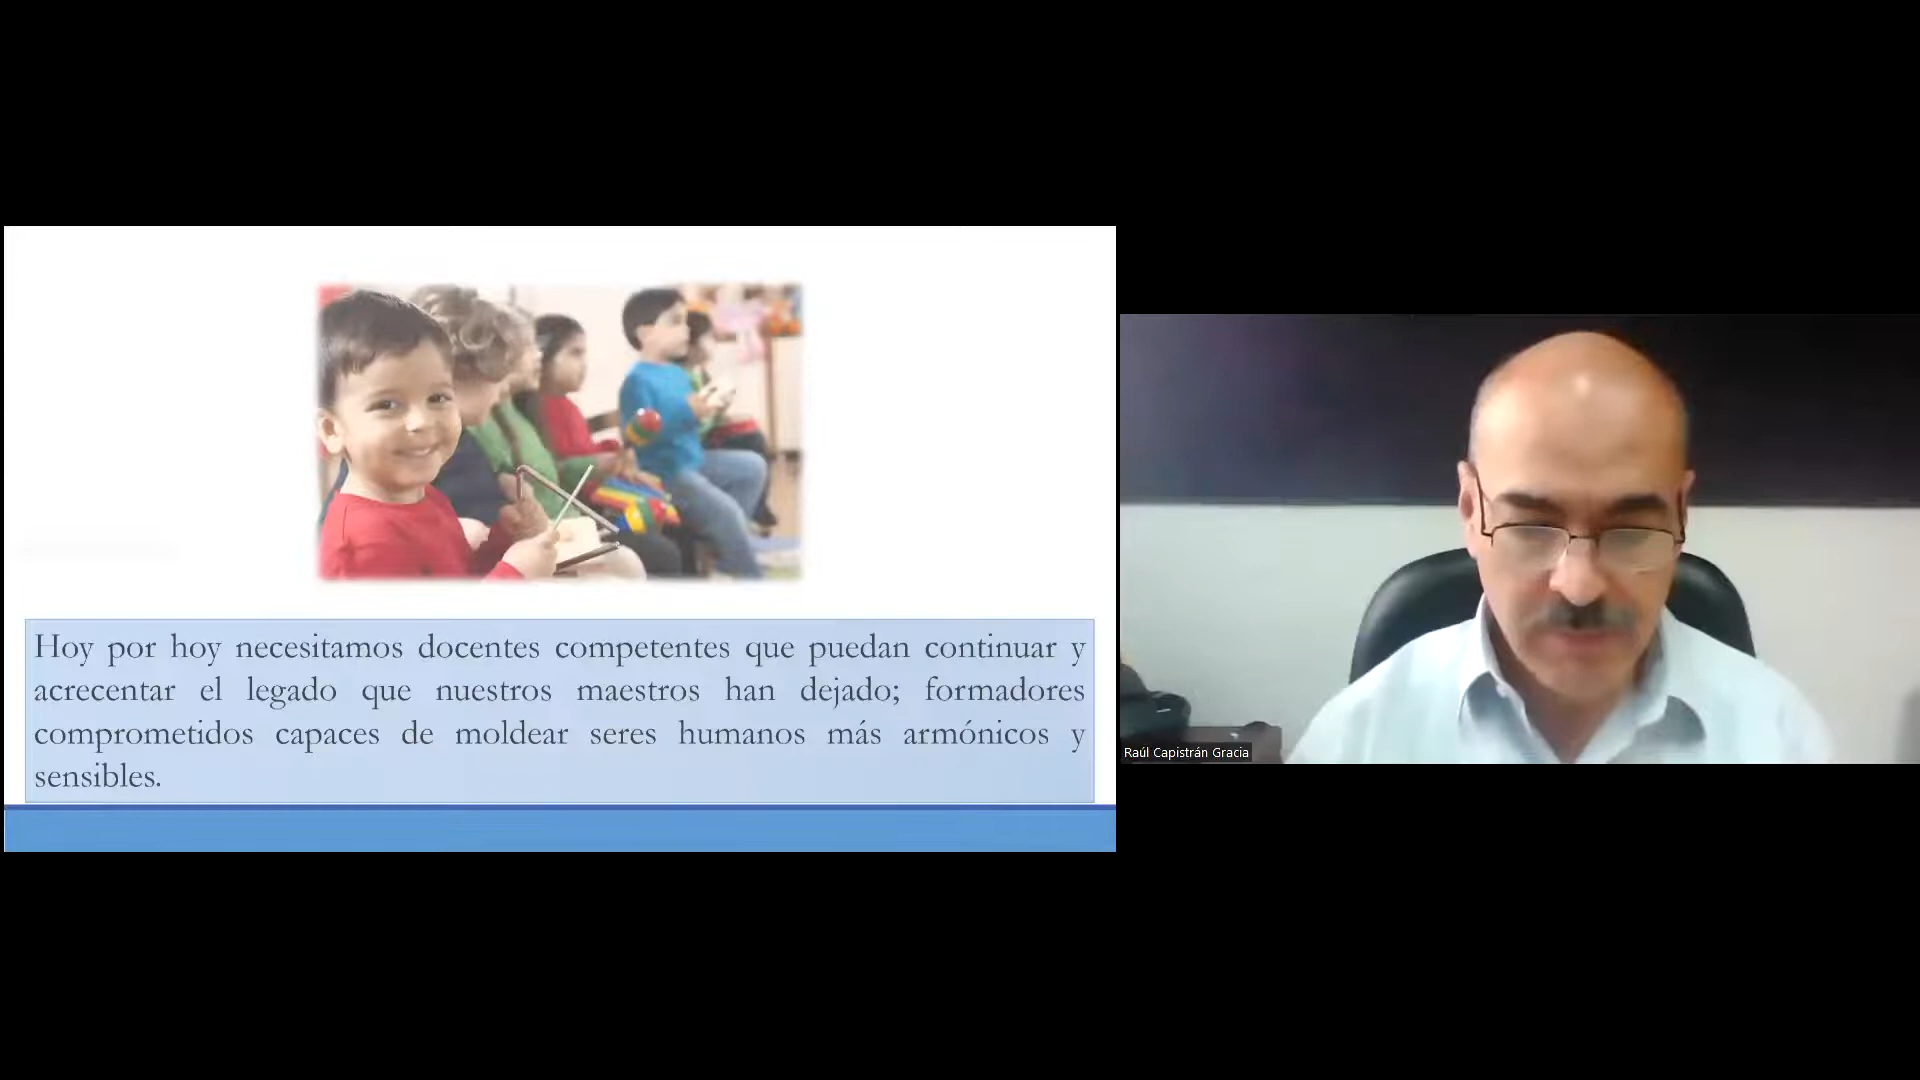 Hoy por hoy necesitamos docentes competentes que puedan continuar y
acrecentar el legado que nuestros maestros han dejado; formadores
comprometidos capaces de moldear seres humanos más armónicos y
sensibles.
Raúl Capistrán Gracia